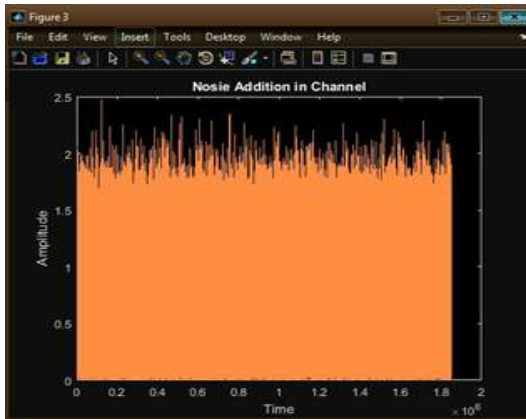 Figure 3
File Edit View Insert Tools Desktop Window Help
Nosie Addition in Channel
2.5
2
1.5
1
0.5
0
Amplitude
0 0.2 0.4 0.6 0.8 1 1.2 1.4 1.6 1.8 2
× 10⁶
Time